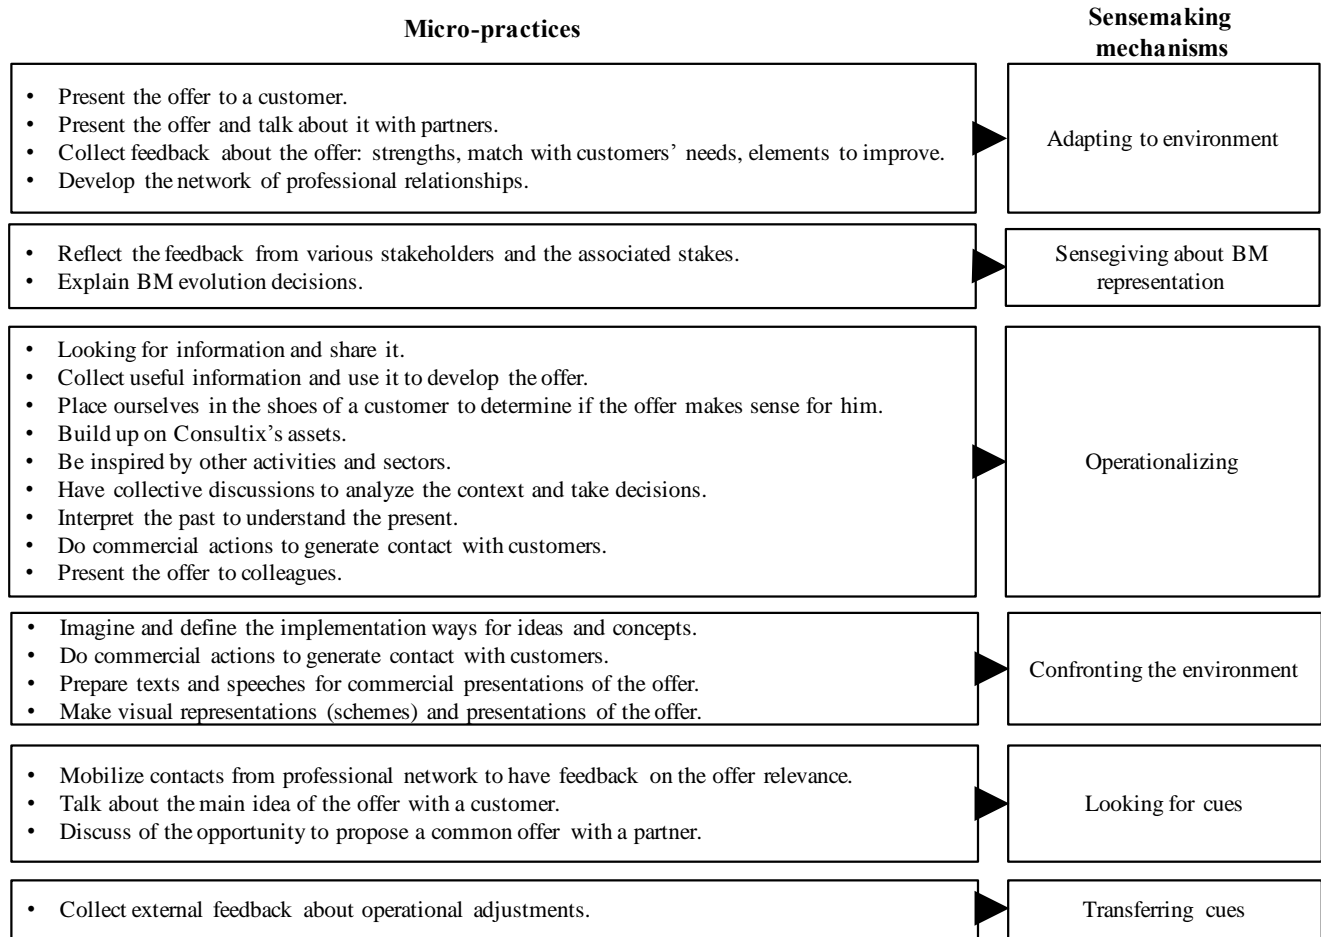 Micro-practices
Sensemaking
mechanisms
• Present the offer to a customer.
• Present the offer and talk about it with partners.
• Collect feedback about the offer: strengths, match with customers’ needs, elements to improve.
• Develop the network of professional relationships.
Adapting to environment
• Reflect the feedback from various stakeholders and the associated stakes.
• Explain BM evolution decisions.
Sensegiving about BM
representation
• Looking for information and share it.
• Collect useful information and use it to develop the offer.
• Place ourselves in the shoes of a customer to determine if the offer makes sense for him.
• Build up on Consultix’s assets.
• Be inspired by other activities and sectors.
• Have collective discussions to analyze the context and take decisions.
• Interpret the past to understand the present.
• Do commercial actions to generate contact with customers.
• Present the offer to colleagues.
Operationalizing
• Imagine and define the implementation ways for ideas and concepts.
• Do commercial actions to generate contact with customers.
• Prepare texts and speeches for commercial presentations of the offer.
• Make visual representations (schemes) and presentations of the offer.
Confronting the environment
• Mobilize contacts from professional network to have feedback on the offer relevance.
• Talk about the main idea of the offer with a customer.
• Discuss of the opportunity to propose a common offer with a partner.
Looking for cues
• Collect external feedback about operational adjustments.
Transferring cues